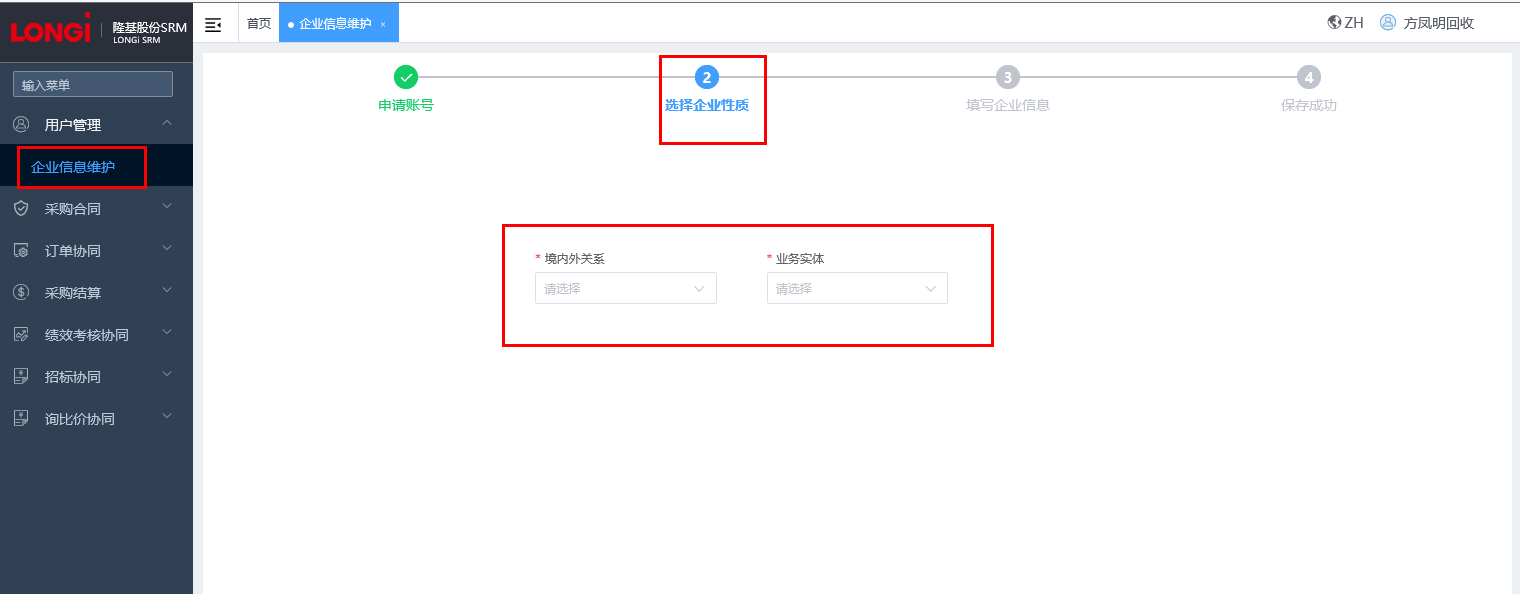 LONGi
隆基股份SRM
LONGi SRM
首页
企业信息维护 ×
ZH
方凤明回收
输入菜单
用户管理
企业信息维护
采购合同
订单协同
采购结算
绩效考核协同
招标协同
询比价协同
申请账号
2
选择企业性质
3
填写企业信息
4
保存成功
* 境内外关系
请选择
* 业务实体
请选择